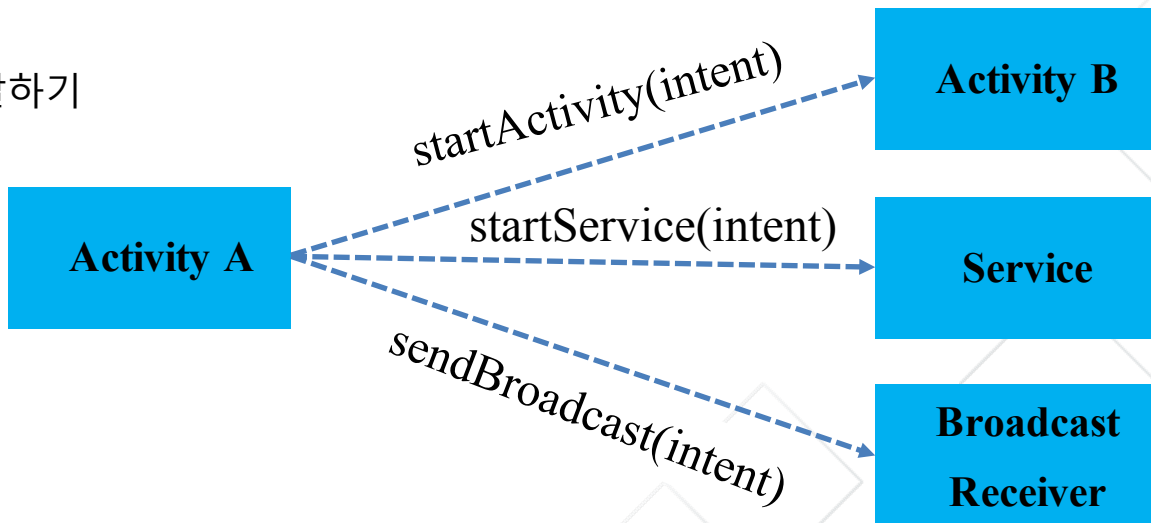 하기
startActivity(intent)
Activity B
Activity A
startService(intent)
Service
sendBroadcast(intent)
Broadcast
Receiver